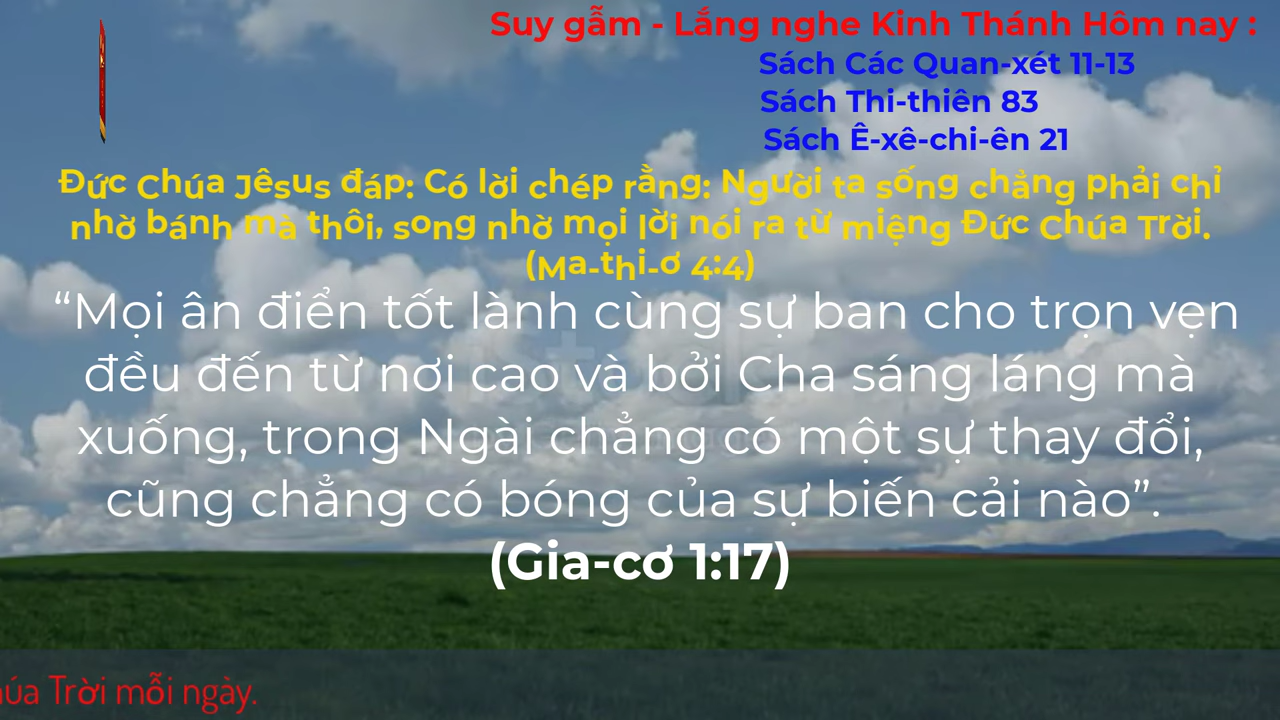 Suy gẫm - Lắng nghe Kinh Thánh Hôm nay :
Sách Các Quan-xét 11-13
Sách Thi-thiên 83
Sách Ê-xê-chi-ên 21
Đức Chúa Jêsus đáp: Có lời chép rằng: Người ta sống chẳng phải chỉ
nhờ bánh mà thôi, song nhờ mọi lời nói ra từ miệng Đức Chúa Trời.
(Ma-thi-ơ 4:4)
“Mọi ân điển tốt lành cùng sự ban cho trọn vẹn
đều đến từ nơi cao và bởi Cha sáng láng mà
xuống, trong Ngài chẳng có một sự thay đổi,
cũng chẳng có bóng của sự biến cải nào”.
(Gia-cơ 1:17)
Trời mỗi ngày.